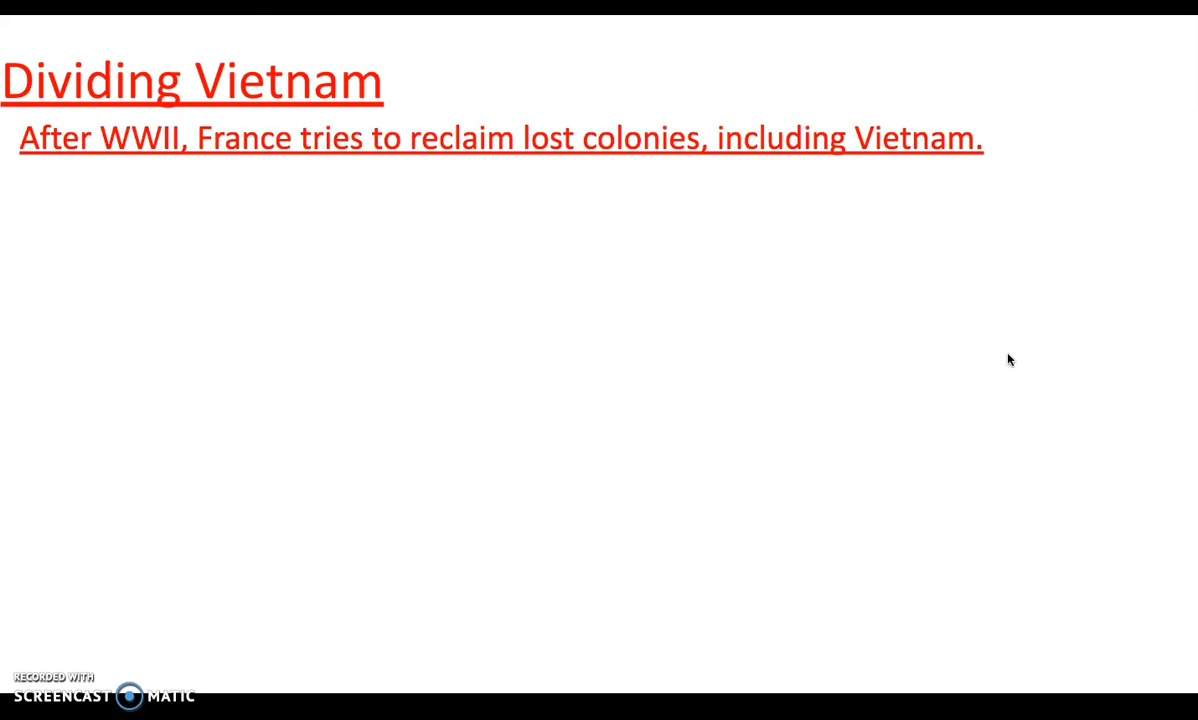 Dividing Vietnam
After WWII, France tries to reclaim lost colonies, including Vietnam.
RECORDED WITH
SCREENCAST MATIC